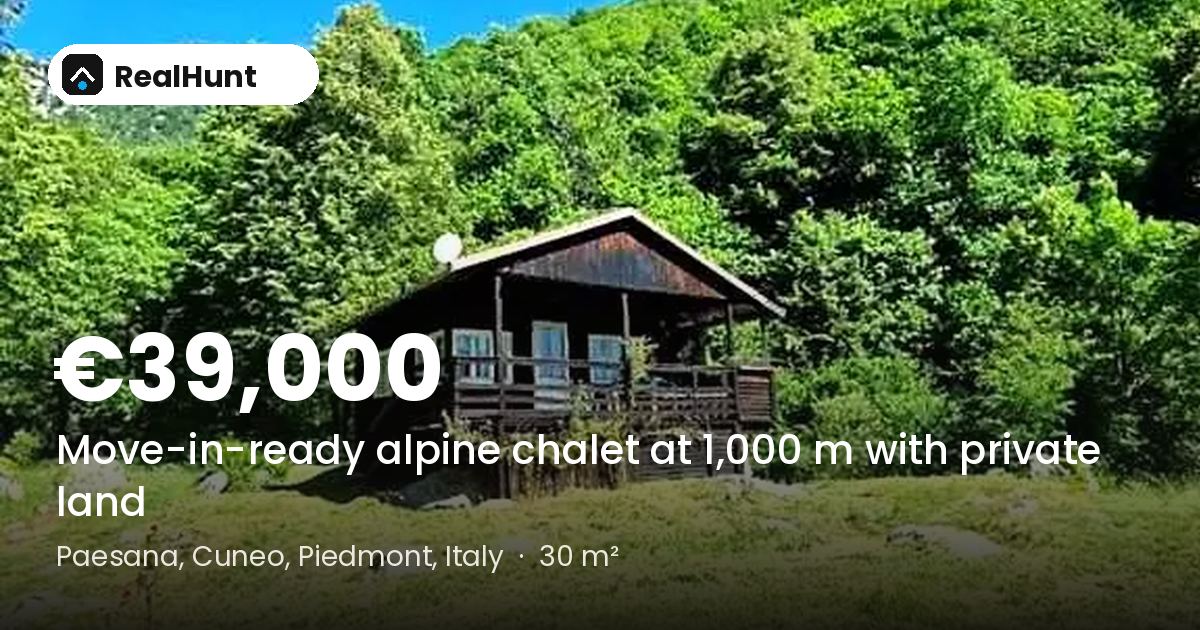 RealHunt
€39,000
Move-in-ready alpine chalet at 1,000 m with private
land
Paesana, Cuneo, Piedmont, Italy · 30 m²